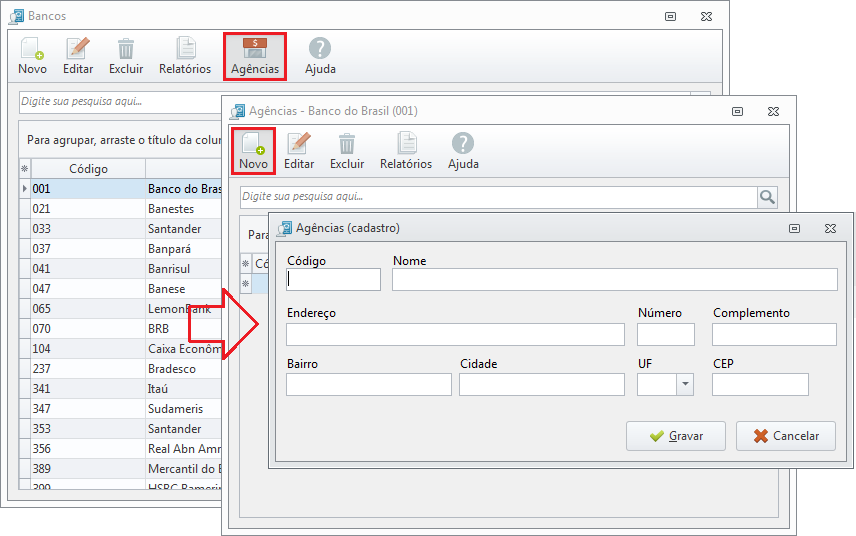 Bancos
Novo Editar Excluir Relatórios Agências Ajuda
Digite sua pesquisa aqui...
Para agrupar, arraste o título da colu
Código
001 Banco do Bras
021 Banestes
033 Santander
037 Banpará
041 Banrisul
047 Banese
065 LemonBank
070 BRB
104 Caixa Econôm
237 Bradesco
341 Itaú
347 Sudameris
353 Santander
356 Real Abn Amr
389 Mercantil do B
399 HSBC Bamerin
Agências - Banco do Brasil (001)
Novo Editar Excluir Relatórios Ajuda
Digite sua pesquisa aqui...
Para
Có
Agências (cadastro)
Código Nome
Endereço Número Complemento
Bairro Cidade UF CEP
Gravar Cancelar